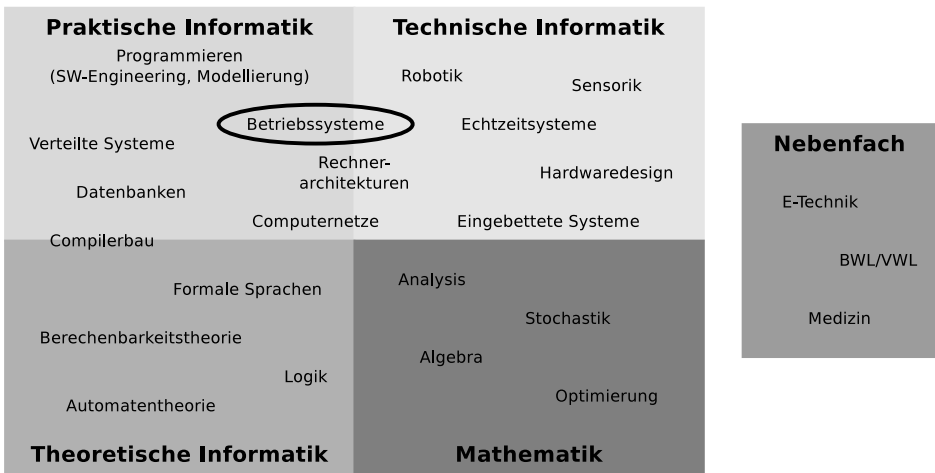 Praktische Informatik
Technische Informatik
Programmieren
(SW-Engineering, Modellierung)
Robotik
Sensorik
Betriebssysteme
Echtzeitsysteme
Verteilte Systeme
Rechner-
architekturen
Hardwaredesign
Datenbanken
Computernetze
Eingebettete Systeme
Compilerbau
Formale Sprachen
Analysis
Stochastik
Berechenbarkeitstheorie
Algebra
Logik
Optimierung
Automatentheorie
Theoretische Informatik
Mathematik
Nebenfach
E-Technik
BWL/VWL
Medizin